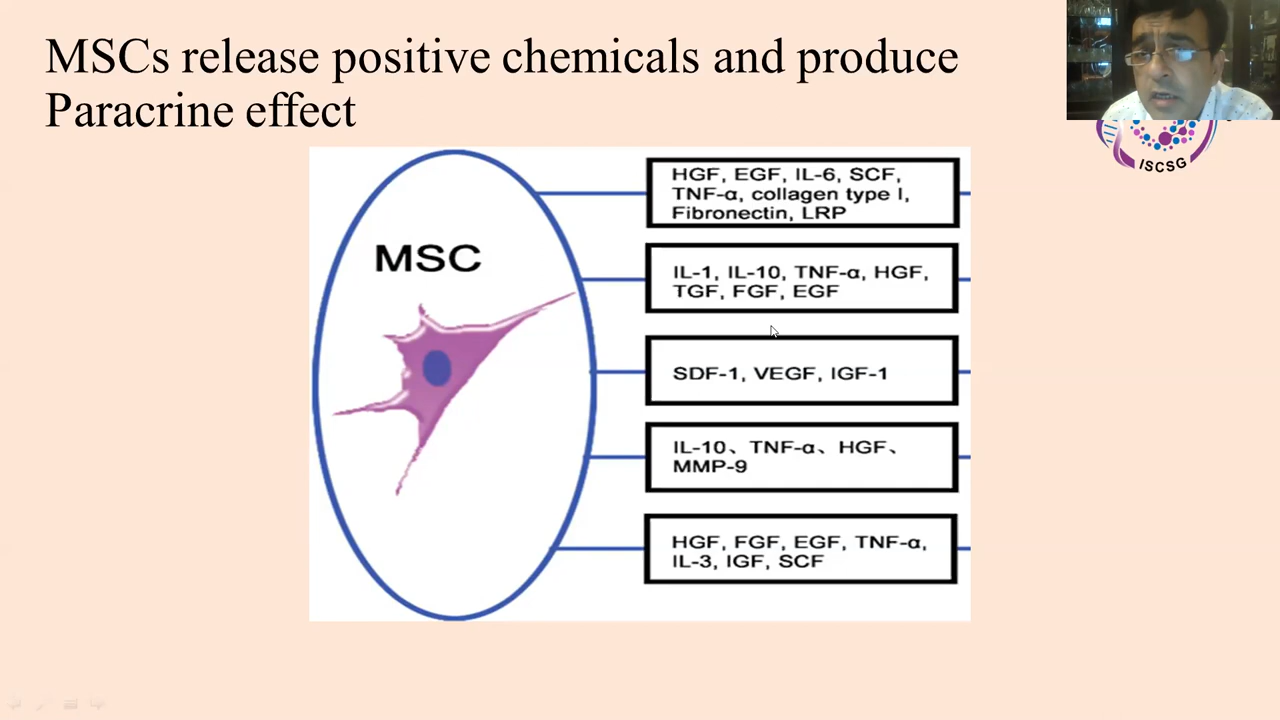 MSCs release positive chemicals and produce
Paracrine effect
ISCSG
MSC
HGF, EGF, IL-6, SCF,
TNF-α, collagen type I,
Fibronectin, LRP
IL-1, IL-10, TNF-α, HGF,
TGF, FGF, EGF
SDF-1, VEGF, IGF-1
IL-10、TNF-α、HGF、
MMP-9
HGF, FGF, EGF, TNF-α,
IL-3, IGF, SCF